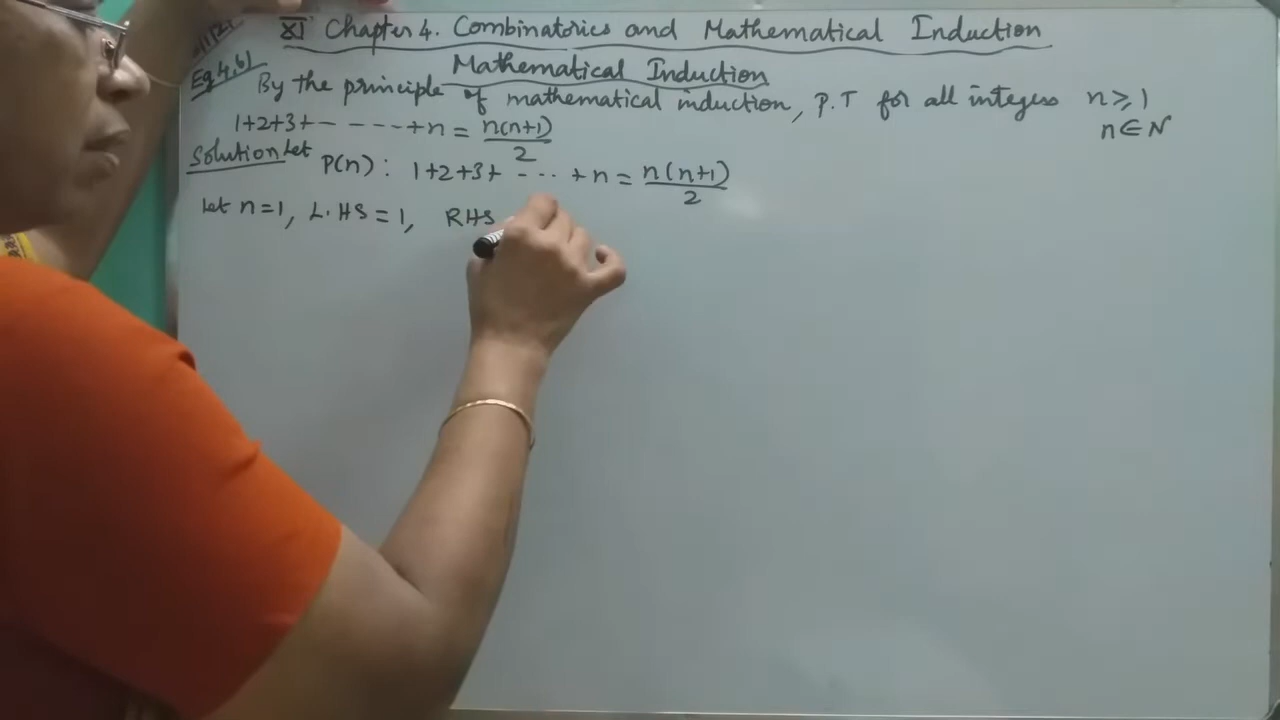 XI Chapter 4. Combinatorics and Mathematical Induction
Mathematical Induction
Eg 4.61 By the principle of mathematical induction, P.T for all integers n ≥ 1
1+2+3+ - - - - - +n = n(n+1)/2 n ∈ N
Solution Let P(n) : 1+2+3+ - - .. +n = n(n+1)/2
Let n=1, L.HS = 1, RHS